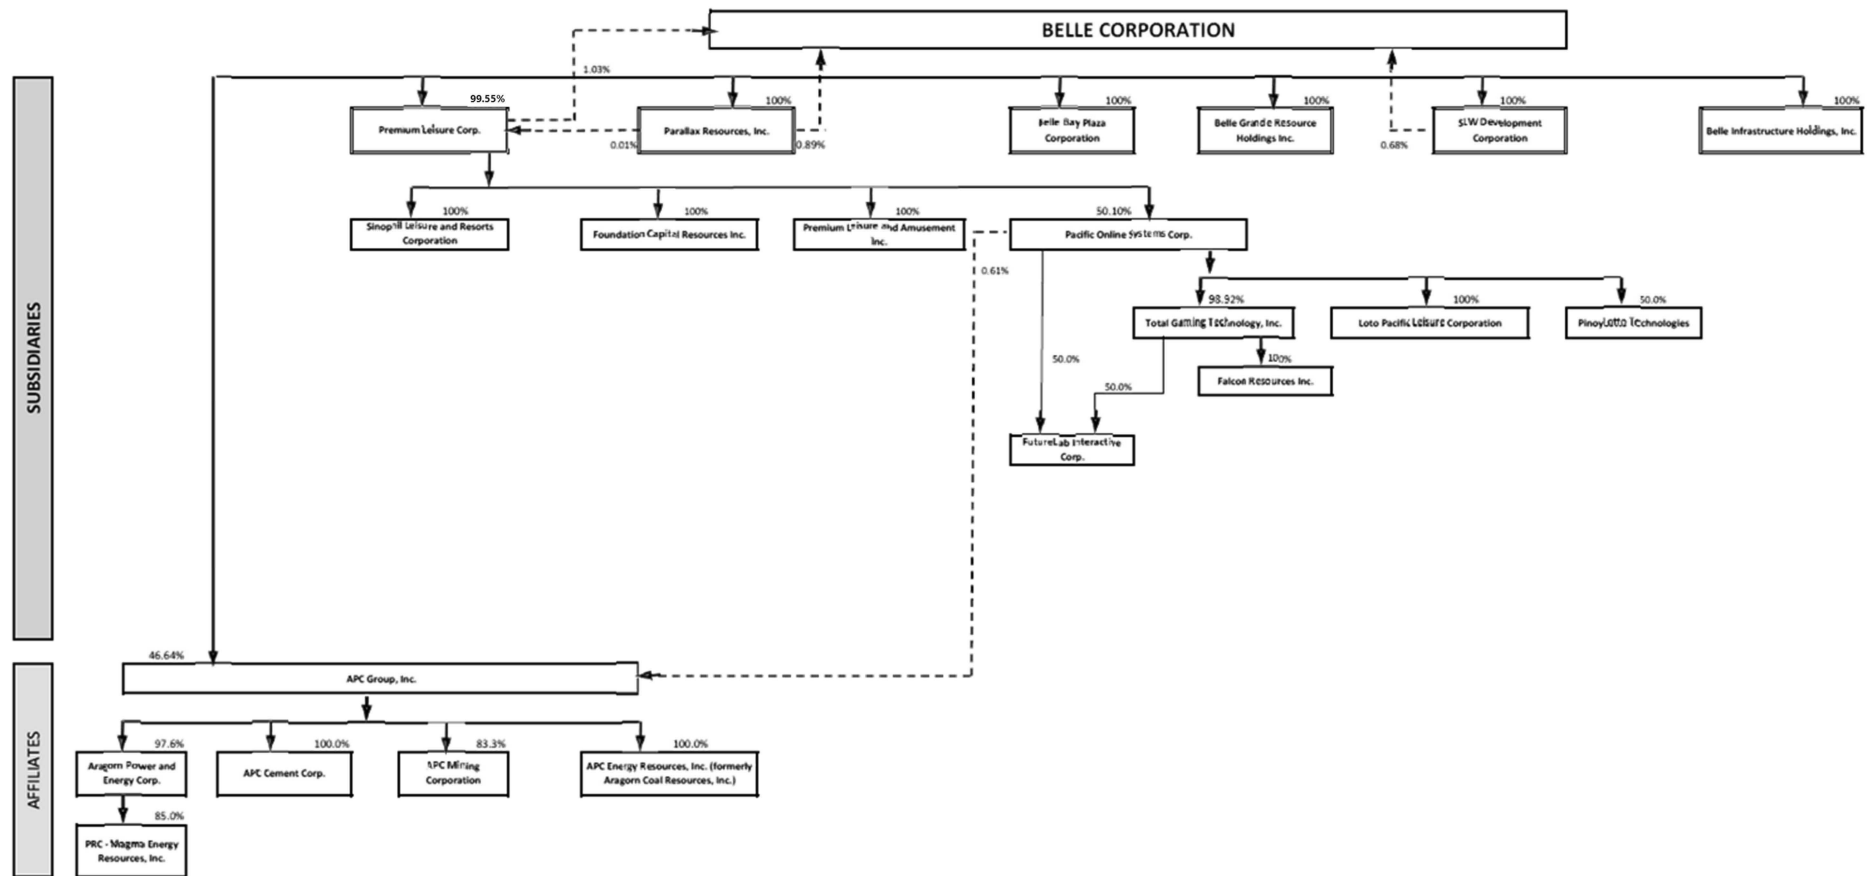 BELLE CORPORATION
1.03%
99.55%
100%
100%
100%
100%
100%
Premium Leisure Corp.
Parallax Resources, Inc.
Belle Bay Plaza
Corporation
Belle Grande Resource
Holdings Inc.
SLW Development
Corporation
Belle Infrastructure Holdings, Inc.
0.01%
0.89%
0.68%
100%
100%
100%
50.10%
Sinophil Leisure and Resorts
Corporation
Foundation Capital Resources Inc.
Premium Leisure and Amusement
Inc.
Pacific Online Systems Corp.
0.61%
98.92%
100%
50.0%
Total Gaming Technology, Inc.
Loto Pacific Leisure Corporation
PinoyLotto Technologies
50.0%
100%
Falcon Resources Inc.
50.0%
FutureLab Interactive
Corp.
SUBSIDIARIES
46.64%
APC Group, Inc.
97.6%
100.0%
83.3%
100.0%
Aragorn Power and
Energy Corp.
APC Cement Corp.
APC Mining
Corporation
APC Energy Resources, Inc. (formerly
Aragorn Coal Resources, Inc.)
85.0%
PRC - Magma Energy
Resources, Inc.
AFFILIATES